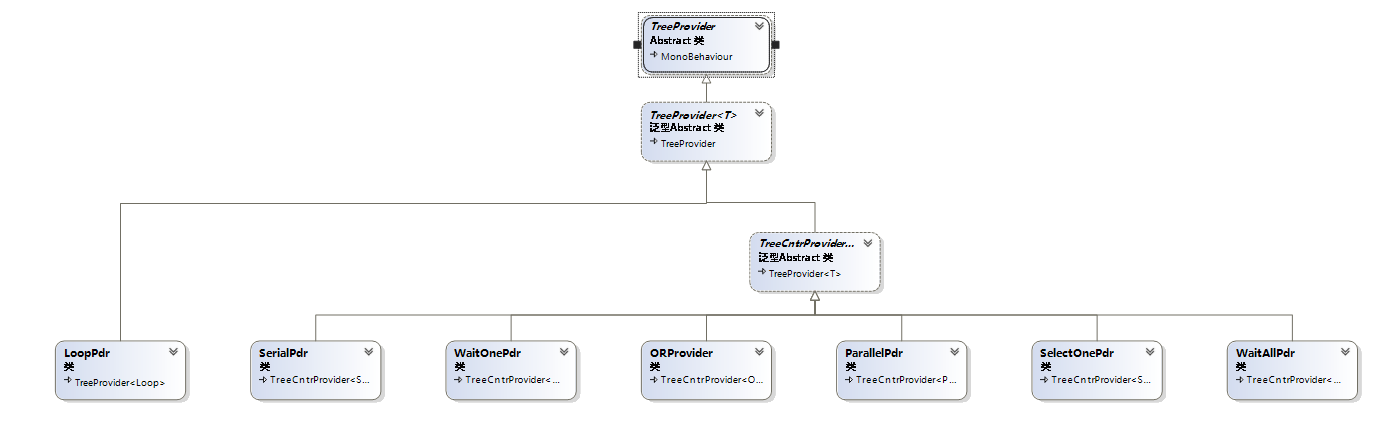 TreeProvider
Abstract 类
MonoBehaviour
TreeProvider<T>
泛型Abstract 类
TreeProvider
TreeCntrProvider...
泛型Abstract 类
TreeProvider<T>
LoopPdr
类
TreeProvider<Loop>
SerialPdr
类
TreeCntrProvider<S...
WaitOnePdr
类
TreeCntrProvider<...
ORProvider
类
TreeCntrProvider<O...
ParallelPdr
类
TreeCntrProvider<P...
SelectOnePdr
类
TreeCntrProvider<S...
WaitAllPdr
类
TreeCntrProvider<...